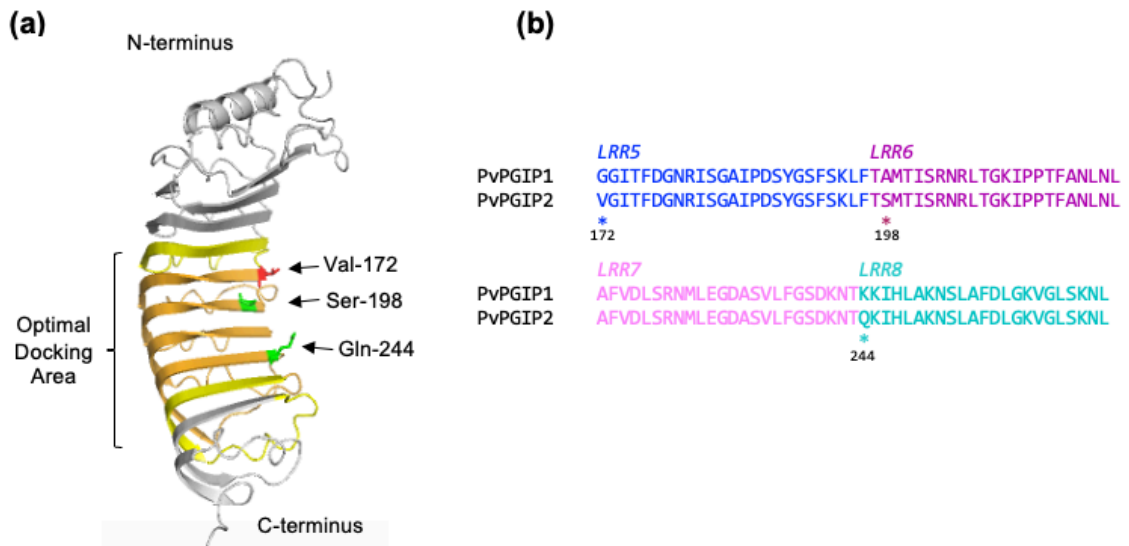 (a)
N-terminus
Val-172
Ser-198
Gln-244
Optimal
Docking
Area
C-terminus
(b)
LRR5 LRR6
PvPGIP1 GGITFDGNRISGAIPDSYGSFSKLFTAMTISRNRLTGKIPPTFANLNL
PvPGIP2 VGITFDGNRISGAIPDSYGSFSKLFTSMTISRNRLTGKIPPTFANLNL
* *
172 198
LRR7 LRR8
PvPGIP1 AFVDLSRNMLEGDASVLFGSDKNTKKIHLAKNSLAFDLGKVGLSKNL
PvPGIP2 AFVDLSRNMLEGDASVLFGSDKNTQKIHLAKNSLAFDLGKVGLSKNL
*
244